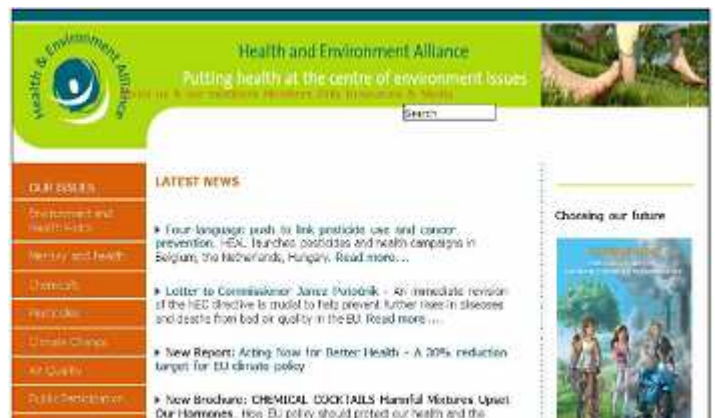 Health & Environment Alliance
Health and Environment Alliance
Putting health at the centre of environment issues
Search
OUR ISSUES
Environment and
Mercury and health
Chemicals
Pesticides
Climate Change
Air Quality
Public Participation
LATEST NEWS
Four-language push to link pesticide use and cancer
prevention. HEAL launches pesticides and health campaigns in
Belgium, the Netherlands, Hungary. Read more...
Letter to Commissioner Janez Potočnik - An immediate revision
of the NEC directive is crucial to help prevent further rises in diseases
and deaths from bad air quality in the EU. Read more ....
New Report: Acting Now for Better Health - A 30% reduction
target for EU climate policy
New Brochure: CHEMICAL COCKTAILS Harmful Mixtures Upset
Our Hormones. How EU policy should protect our health and the
Choosing our future